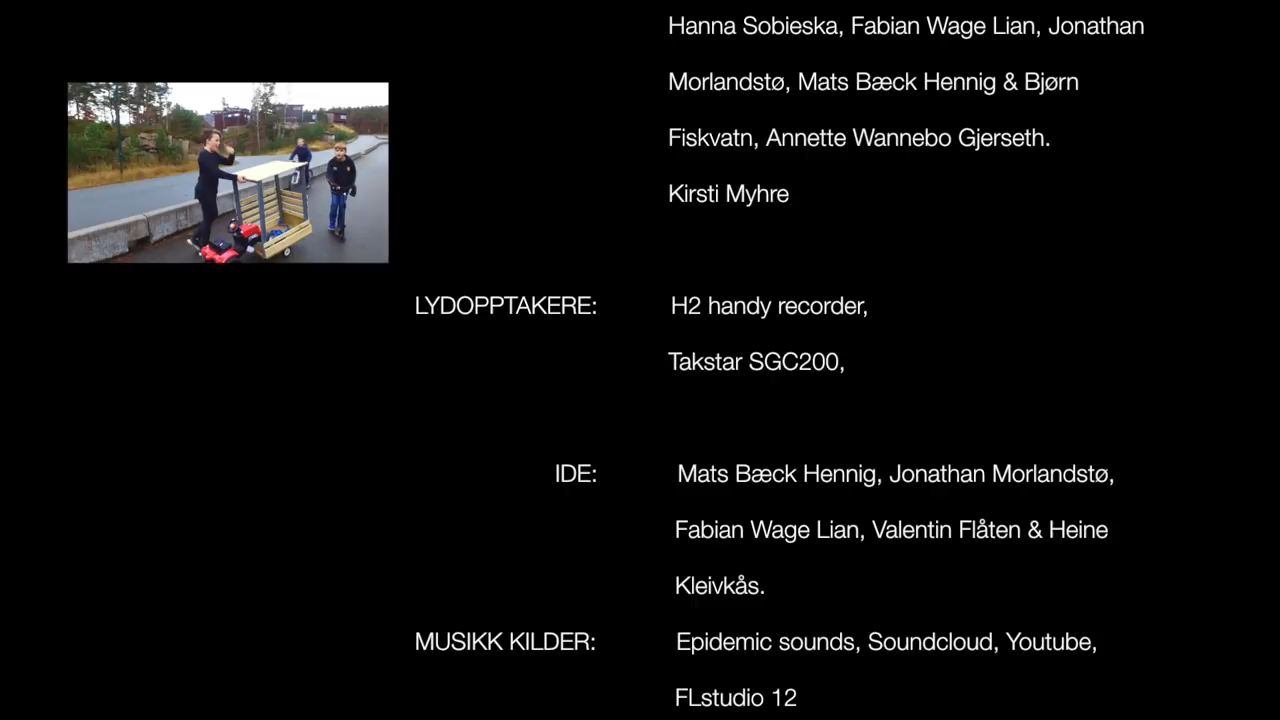 Hanna Sobieska, Fabian Wage Lian, Jonathan
Morlandstø, Mats Bæck Hennig & Bjørn
Fiskvatn, Annette Wannebo Gjerseth.
Kirsti Myhre
LYDOPPTAKERE: H2 handy recorder,
Takstar SGC200,
IDE: Mats Bæck Hennig, Jonathan Morlandstø,
Fabian Wage Lian, Valentin Flåten & Heine
Kleivkås.
MUSIKK KILDER: Epidemic sounds, Soundcloud, Youtube,
FLstudio 12